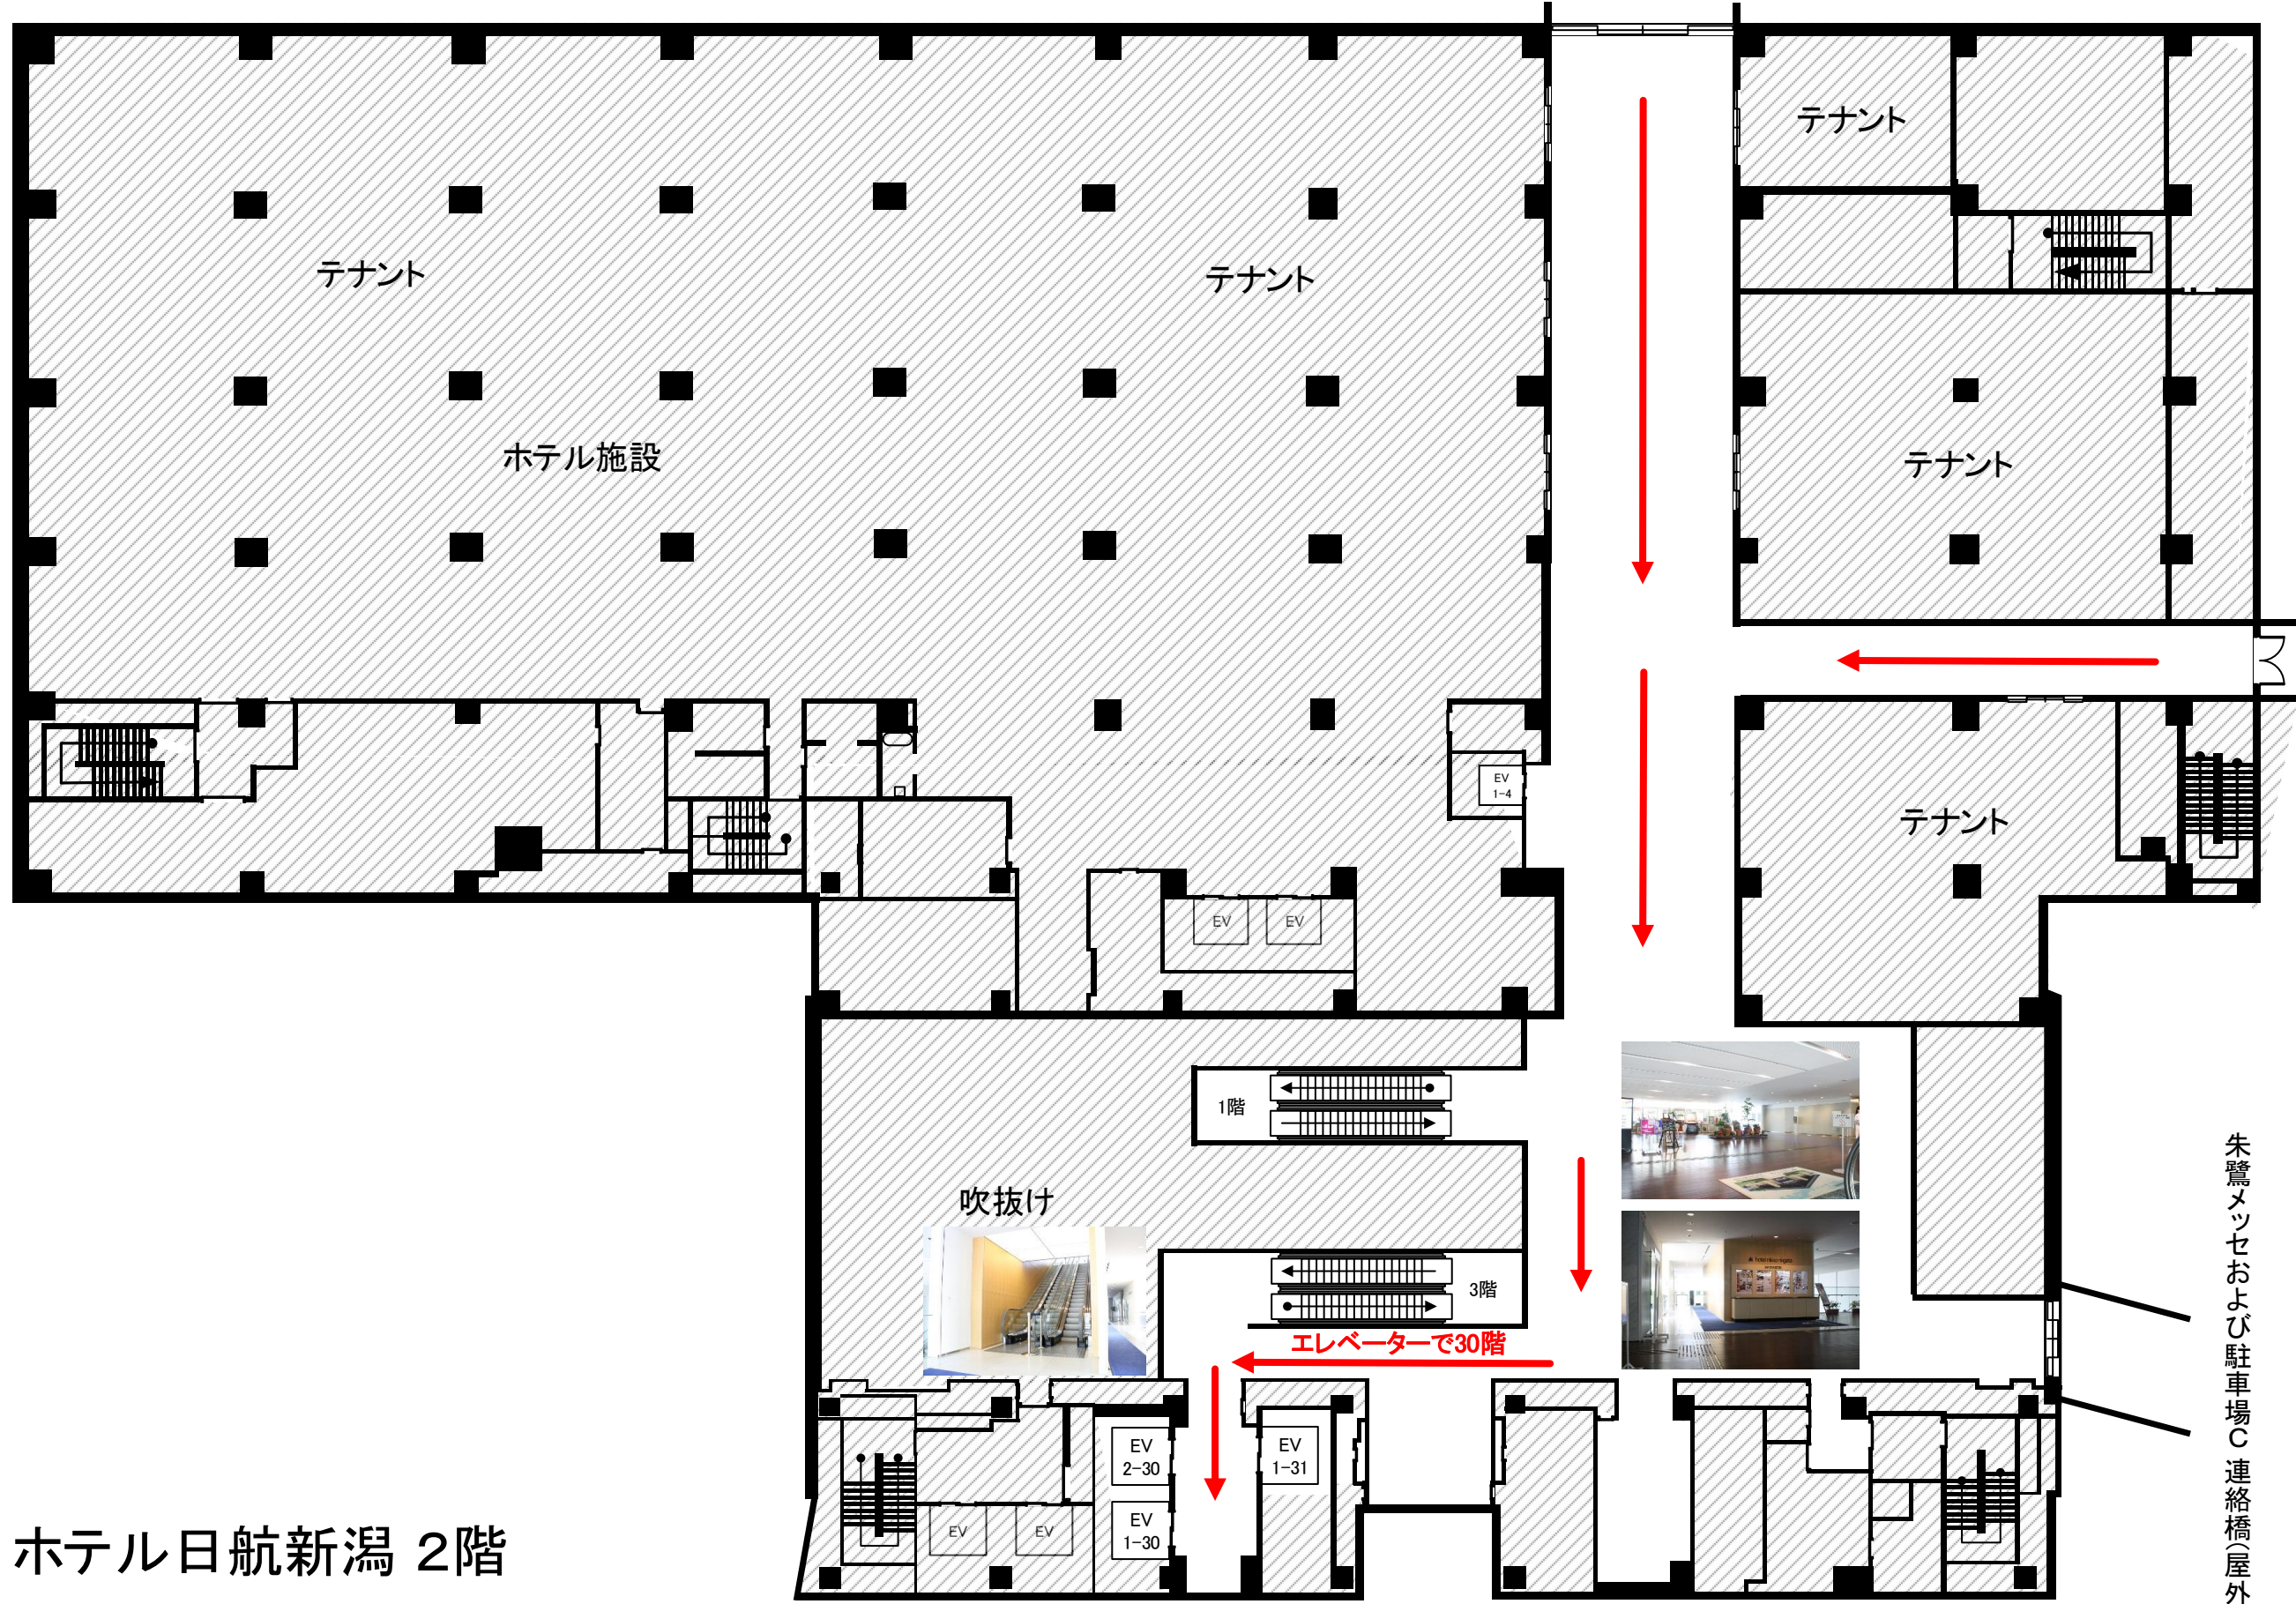 テナント
テナント
テナント
ホテル施設
テナント
EV
1-4
テナント
EV
EV
1階
吹抜け
3階
エレベーターで30階
朱鷺メッセおよび駐車場C 連絡橋(屋外
EV
2-30
EV
1-31
EV
1-30
EV
EV
ホテル日航新潟 2階